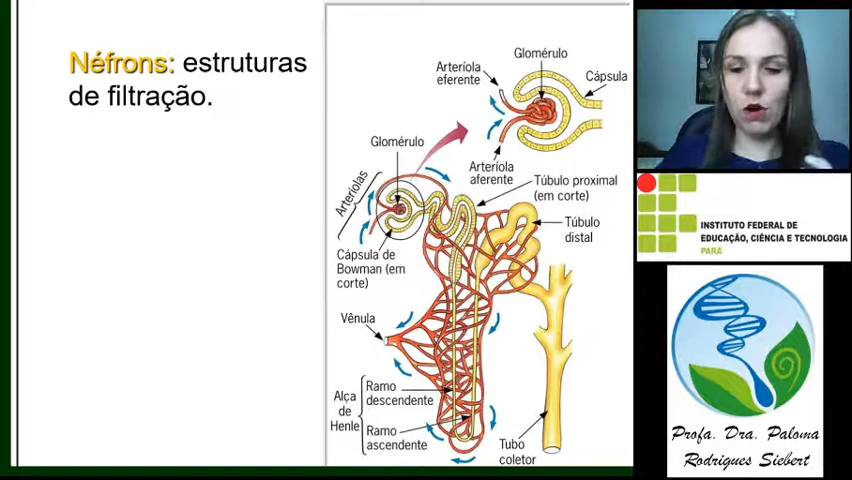 Néfrons: estruturas
de filtração.
Glomérulo
Arteríola
eferente
Cápsula
Arteríola
aferente
Glomérulo
Arteríolas
Túbulo proximal
(em corte)
Túbulo
distal
Cápsula de
Bowman (em
corte)
Vênula
Alça
de
Henle
Ramo
descendente
Ramo
ascendente
Tubo
coletor
INSTITUTO FEDERAL DE
EDUCAÇÃO, CIÊNCIA E TECNOLOGIA
PARÁ
Profa. Dra. Paloma
Rodrigues Siebert